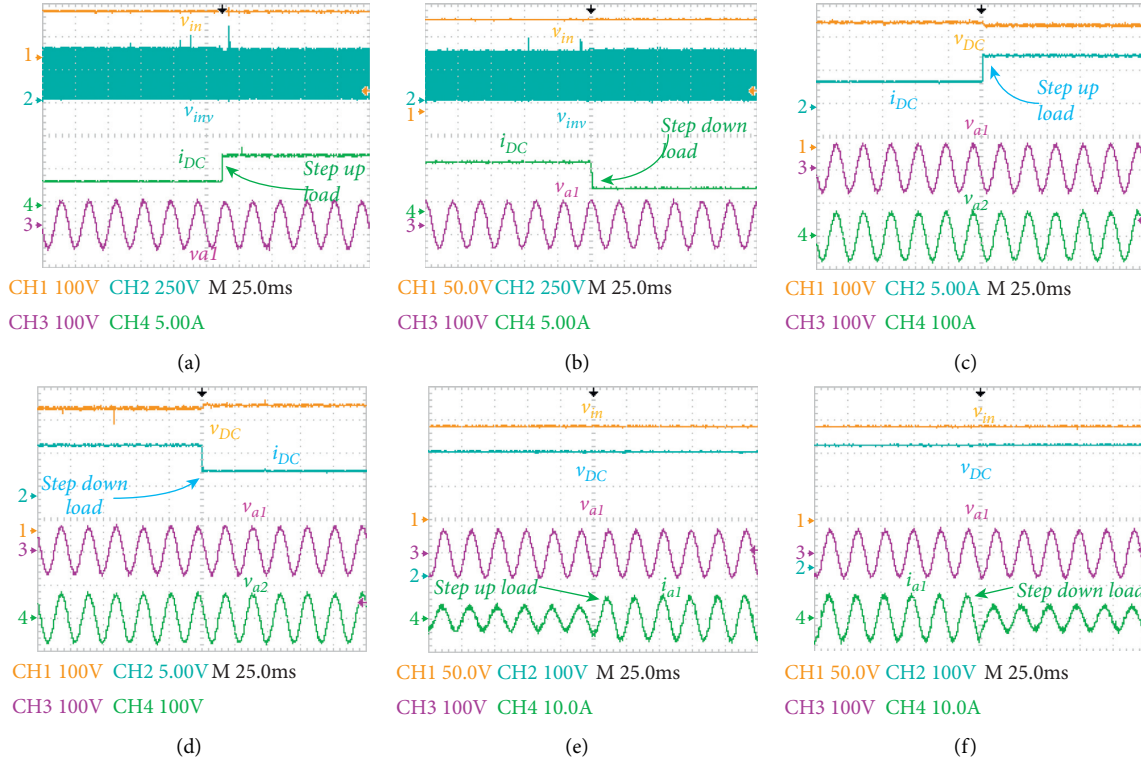 v_in
1
2
v_inv
i_DC
Step up
load
4
3
va1
CH1 100V CH2 250V M 25.0ms
CH3 100V CH4 5.00A
(a)
v_in
2
1
v_inv
Step down
load
i_DC
v_a1
4
3
CH1 50.0V CH2 250V M 25.0ms
CH3 100V CH4 5.00A
(b)
v_DC
i_DC
Step up
load
2
v_a1
1
3
v_a2
4
CH1 100V CH2 5.00A M 25.0ms
CH3 100V CH4 100A
(c)
v_DC
i_DC
Step down
load
2
v_a1
1
3
v_a2
4
CH1 100V CH2 5.00V M 25.0ms
CH3 100V CH4 100V
(d)
v_in
v_DC
v_a1
1
3
2
Step up load
i_a1
4
CH1 50.0V CH2 100V M 25.0ms
CH3 100V CH4 10.0A
(e)
v_in
v_DC
v_a1
1
3
2
i_a1
Step down load
4
CH1 50.0V CH2 100V M 25.0ms
CH3 100V CH4 10.0A
(f)